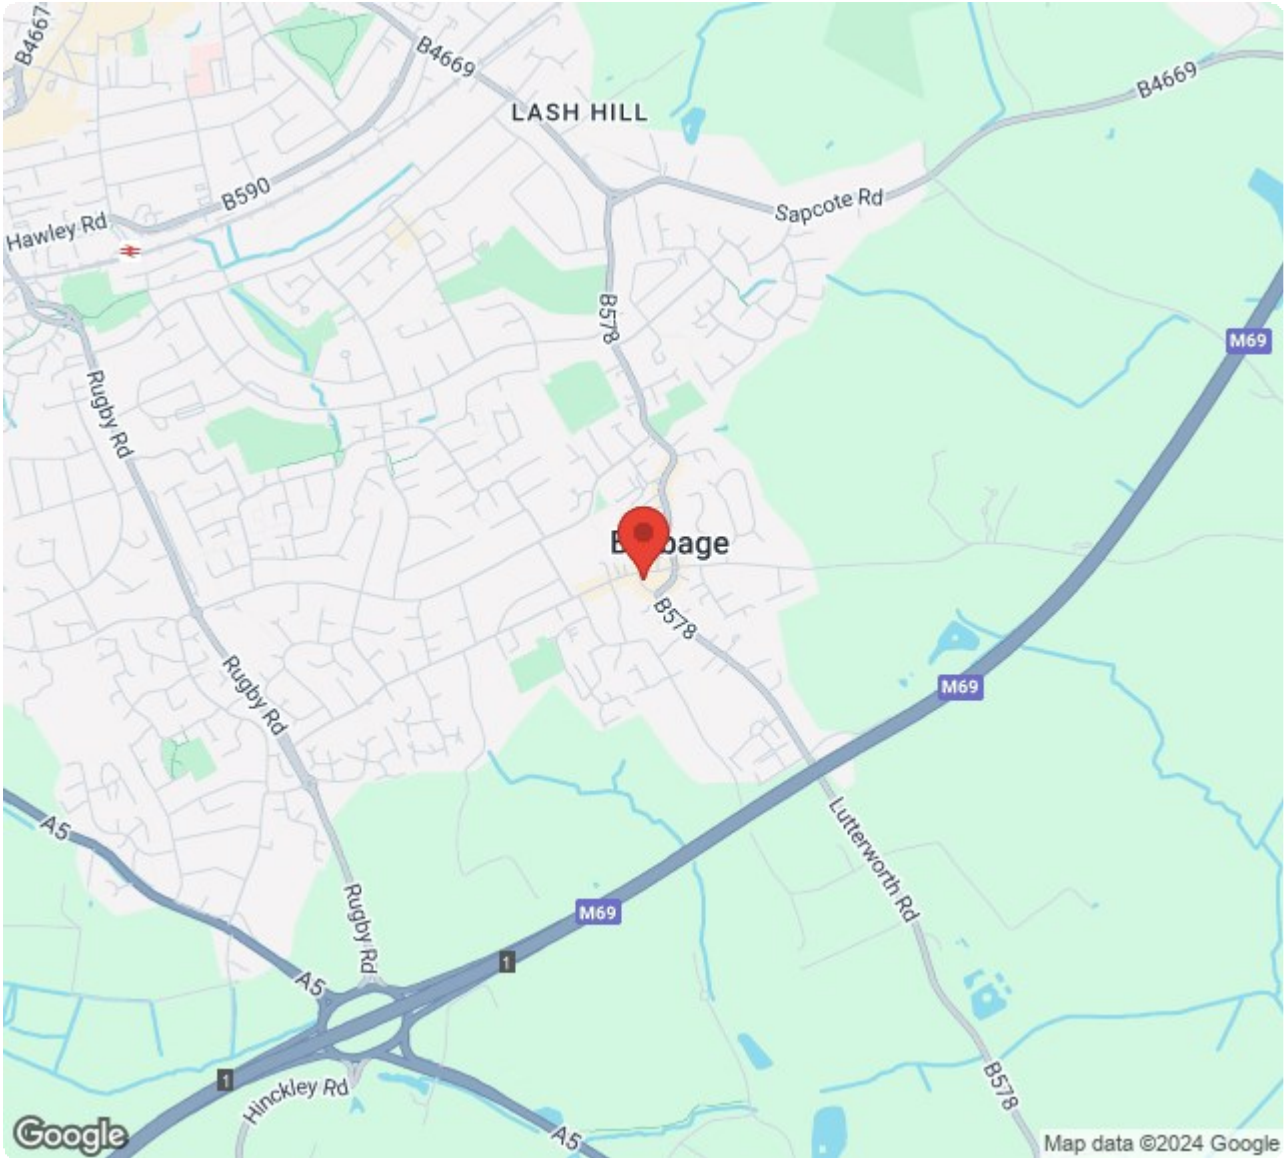 B4667
B4669
LASH HILL
B4669
B590
Hawley Rd
Sapcote Rd
B578
M69
Rugby Rd
B578
Rugby Rd
M69
A5
Lutterworth Rd
Rugby Rd
M69
1
A5
1
Hinckley Rd
B578
A5
Google
Map data ©2024 Google